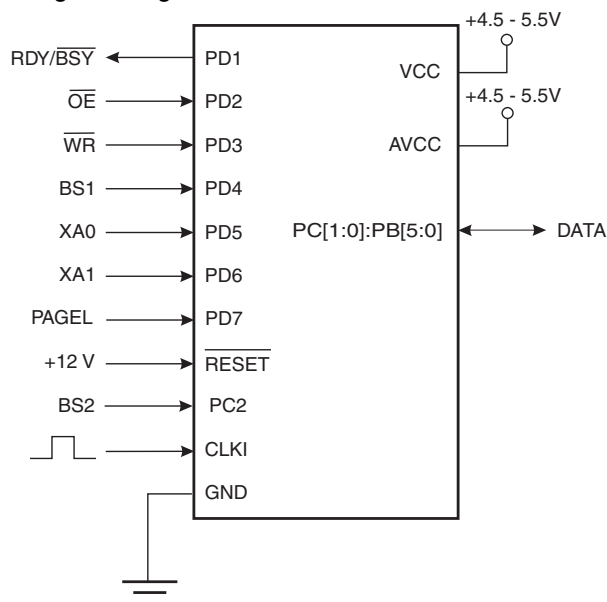 +4.5 - 5.5V
RDY/BSY PD1 VCC
+4.5 - 5.5V
OE PD2
WR PD3 AVCC
BS1 PD4
XA0 PD5 PC[1:0]:PB[5:0] DATA
XA1 PD6
PAGEL PD7
+12 V RESET
BS2 PC2
CLKI
GND